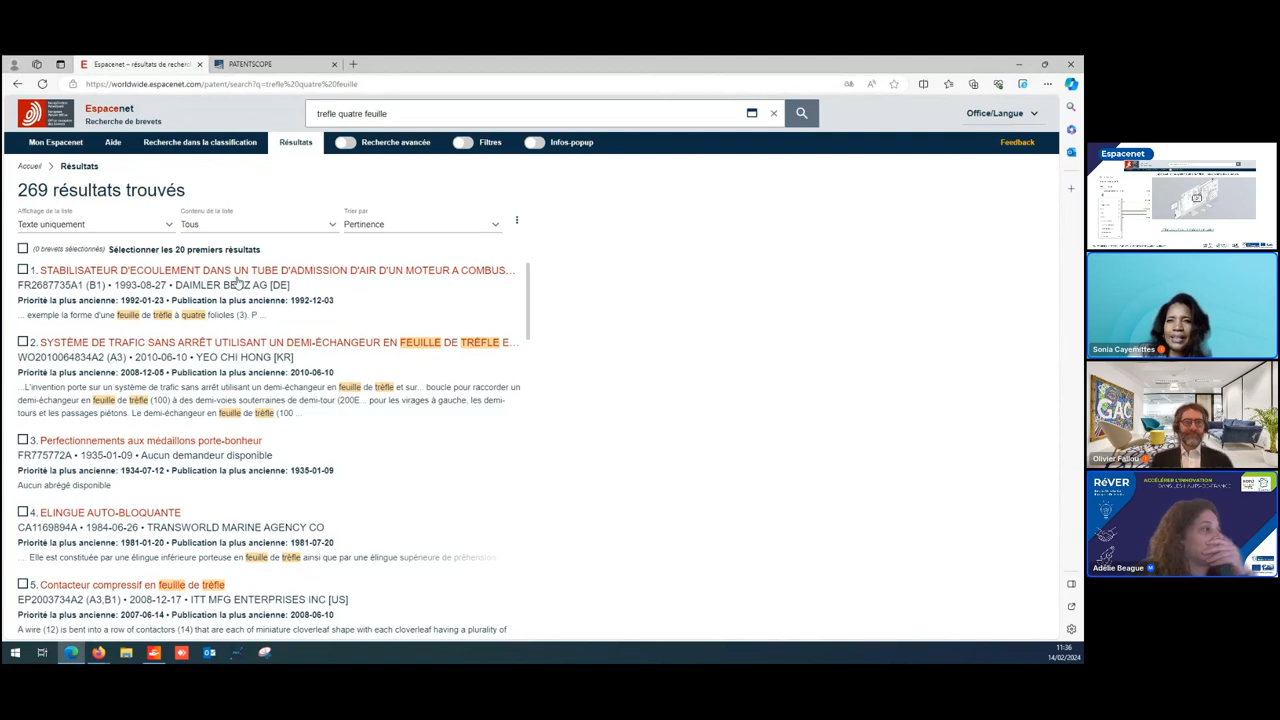 Espacenet – résultats de recherc
PATENTSCOPE
https://worldwide.espacenet.com/patent/search?q=trefle%20quatre%20feuille
Espacenet
Recherche de brevets
trefle quatre feuille
Office/Langue
Mon Espacenet
Aide
Recherche dans la classification
Résultats
Recherche avancée
Filtres
Infos-popup
Feedback
Accueil > Résultats
269 résultats trouvés
Affichage de la liste
Contenu de la liste
Trier par
Texte uniquement
Tous
Pertinence
(0 brevets sélectionnés) Sélectionner les 20 premiers résultats
1. STABILISATEUR D'ECOULEMENT DANS UN TUBE D'ADMISSION D'AIR D'UN MOTEUR A COMBUS...
FR2687735A1 (B1) • 1993-08-27 • DAIMLER BENZ AG [DE]
Priorité la plus ancienne: 1992-01-23 • Publication la plus ancienne: 1992-12-03
... exemple la forme d'une feuille de trèfle à quatre folioles (3). P ...
2. SYSTÈME DE TRAFIC SANS ARRÊT UTILISANT UN DEMI-ÉCHANGEUR EN FEUILLE DE TRÈFLE E...
WO2010064834A2 (A3) • 2010-06-10 • YEO CHI HONG [KR]
Priorité la plus ancienne: 2008-12-05 • Publication la plus ancienne: 2010-06-10
...L'invention porte sur un système de trafic sans arrêt utilisant un demi-échangeur en feuille de trèfle et sur... boucle pour raccorder un
demi-échangeur en feuille de trèfle (100) à des demi-voies souterraines de demi-tour (200E... pour les virages à gauche, les demi-
tours et les passages piétons. Le demi-échangeur en feuille de trèfle (100 ...
3. Perfectionnements aux médaillons porte-bonheur
FR775772A • 1935-01-09 • Aucun demandeur disponible
Priorité la plus ancienne: 1934-07-12 • Publication la plus ancienne: 1935-01-09
Aucun abrégé disponible
4. ELINGUE AUTO-BLOQUANTE
CA1169894A • 1984-06-26 • TRANSWORLD MARINE AGENCY CO
Priorité la plus ancienne: 1981-01-20 • Publication la plus ancienne: 1981-07-20
... Elle est constituée par une élingue inférieure porteuse en feuille de trèfle ainsi que par une élingue supérieure de préhension
5. Contacteur compressif en feuille de trèfle
EP2003734A2 (A3,B1) • 2008-12-17 • ITT MFG ENTERPRISES INC [US]
Priorité la plus ancienne: 2007-06-14 • Publication la plus ancienne: 2008-06-10
A wire (12) is bent into a row of contactors (14) that are each of miniature cloverleaf shape with each cloverleaf having a plurality of
11:36
14/02/2024
Espacenet
Sonia Cayemittes
GAC
Olivier Fallou
RéVER
ACCÉLÉRER L'INNOVATION
DANS LES HAUTS-DE-FRANCE
Adélie Beague